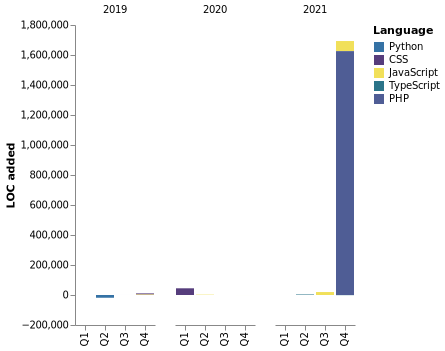 2019 2020 2021
LOC added
1,800,000
1,600,000
1,400,000
1,200,000
1,000,000
800,000
600,000
400,000
200,000
0
−200,000
Q1 Q2 Q3 Q4 Q1 Q2 Q3 Q4 Q1 Q2 Q3 Q4
Language
Python
CSS
JavaScript
TypeScript
PHP